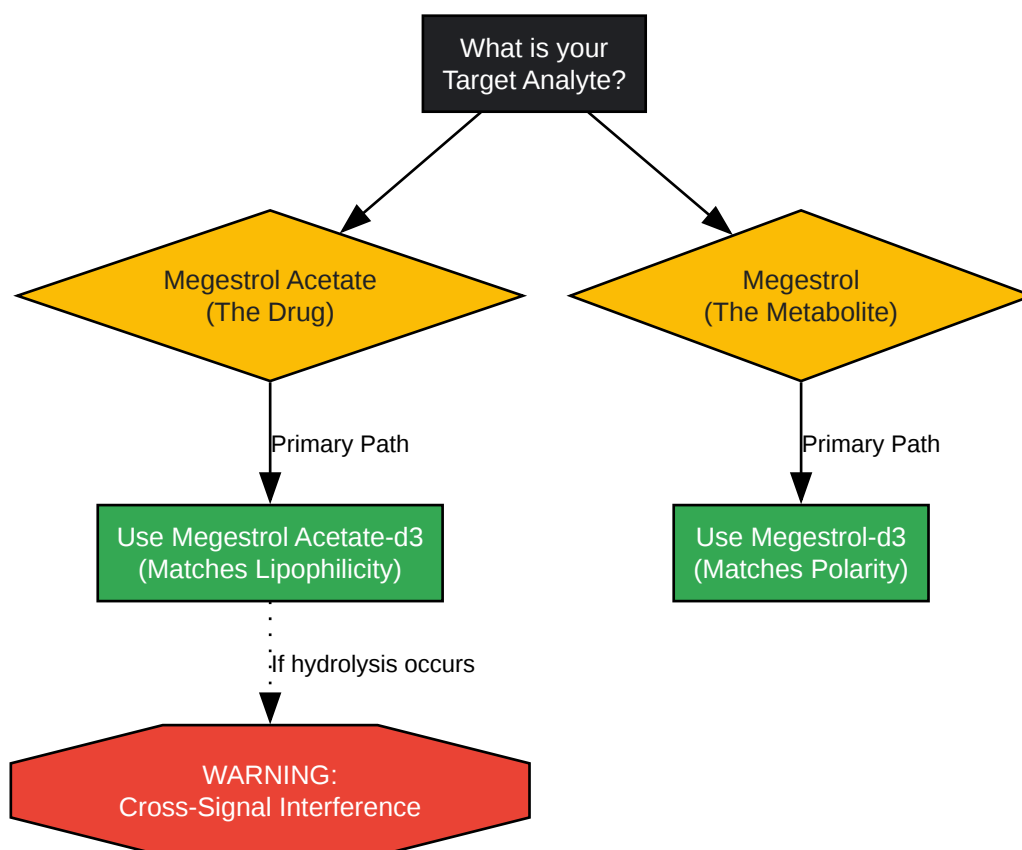 What is your
Target Analyte?
Megestrol Acetate
(The Drug)
Megestrol
(The Metabolite)
Primary Path
Primary Path
Use Megestrol Acetate-d3
(Matches Lipophilicity)
Use Megestrol-d3
(Matches Polarity)
If hydrolysis occurs
WARNING:
Cross-Signal Interference